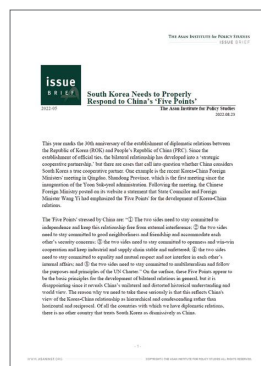 THE ASAN INSTITUTE FOR POLICY STUDIES
ISSUE
issue
BRIEF
South Korea Needs to Properly
Respond to China's 'Five Points'
The Asan Institute for Policy Studies
2022.08.23
This year marks the 30th anniversary of the establishment of diplomatic relations between
the Republic of Korea (ROK) and People's Republic of China (PRC). Since the
establishment of official ties, the bilateral relationship has developed into a 'strategic
cooperative partnership,' but there are cases that call into question whether China considers
South Korea a true cooperative partner. One example is the recent Korea-China Foreign
Ministers' meeting in Qingdao, Shandong Province, which is the first meeting since the
inauguration of the Yoon Suk-yeol administration. Following the meeting, the Chinese
Foreign Ministry posted on its website a statement that State Councilor and Foreign
Minister Wang Yi had emphasized the 'Five Points' for the development of Korea-China
relations.
The 'Five Points' stressed by China are: "① The two sides need to stay committed to
independence and keep this relationship free from external interference; ② the two sides
need to stay committed to good neighborliness and friendship and accommodate each
other's security concerns; ③ the two sides need to stay committed to openness and win-win
cooperation and keep industrial and supply chains stable and unfettered; ④ the two sides
need to stay committed to equality and mutual respect and not interfere in each other's
internal affairs; and ⑤ the two sides need to stay committed to multilateralism and follow
the purposes and principles of the UN Charter." On the surface, these Five Points appear to
be the basic principles for the development of bilateral relations in general, but it is
disappointing since it reveals China's unilateral and distorted historical understanding and
world view. The reason why we need to take these seriously is that this reflects China's
view of the Korea-China relationship as hierarchical and condescending rather than
horizontal and reciprocal. Of all the countries with which we have diplomatic relations,
there is no other country that treats South Korea so dismissively as China.
- 1 -